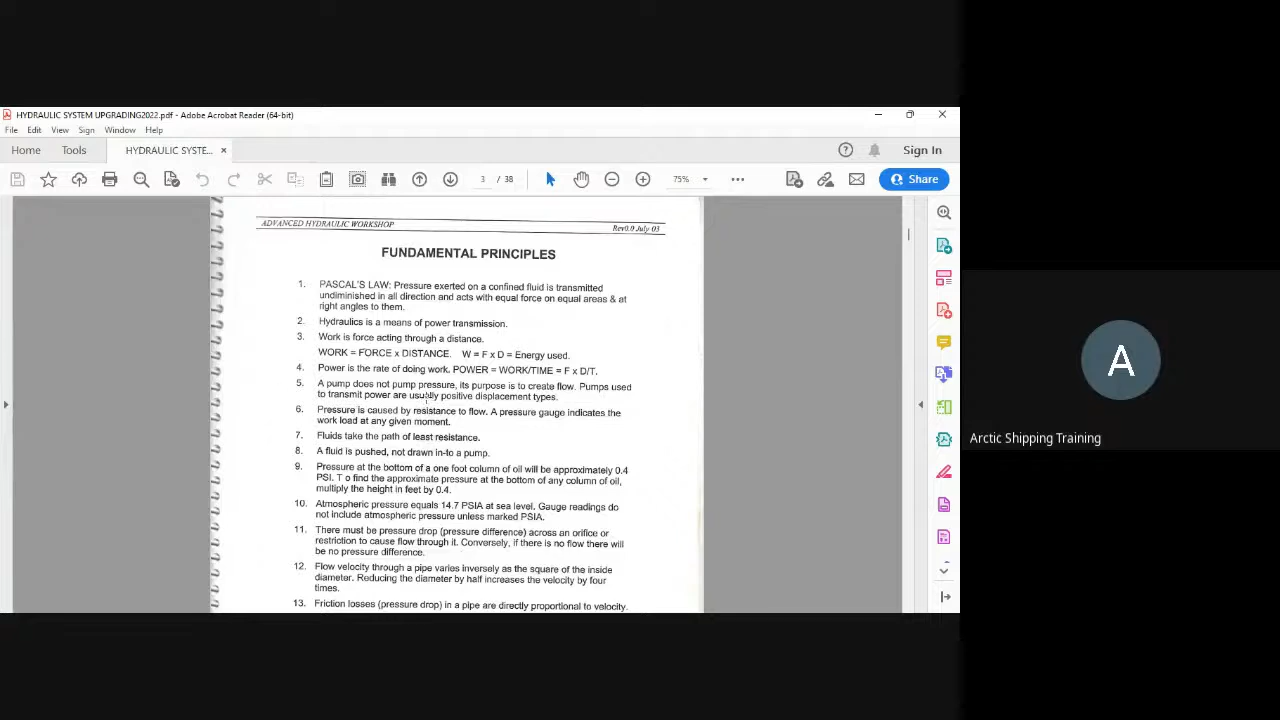 HYDRAULIC SYSTEM UPGRADING2022.pdf - Adobe Acrobat Reader (64-bit)
File Edit View Sign Window Help
Home Tools HYDRAULIC SYSTE... × Sign In
3 / 38 75% Share
ADVANCED HYDRAULIC WORKSHOP Rev0.0 July 03
FUNDAMENTAL PRINCIPLES
1. PASCAL'S LAW: Pressure exerted on a confined fluid is transmitted
undiminished in all direction and acts with equal force on equal areas & at
right angles to them.
2. Hydraulics is a means of power transmission.
3. Work is force acting through a distance.
WORK = FORCE x DISTANCE. W = F x D = Energy used.
4. Power is the rate of doing work. POWER = WORK/TIME = F x D/T.
5. A pump does not pump pressure, its purpose is to create flow. Pumps used
to transmit power are usually positive displacement types.
6. Pressure is caused by resistance to flow. A pressure gauge indicates the
work load at any given moment.
7. Fluids take the path of least resistance.
8. A fluid is pushed, not drawn in-to a pump.
9. Pressure at the bottom of a one foot column of oil will be approximately 0.4
PSI. T o find the approximate pressure at the bottom of any column of oil,
multiply the height in feet by 0.4.
10. Atmospheric pressure equals 14.7 PSIA at sea level. Gauge readings do
not include atmospheric pressure unless marked PSIA.
11. There must be pressure drop (pressure difference) across an orifice or
restriction to cause flow through it. Conversely, if there is no flow there will
be no pressure difference.
12. Flow velocity through a pipe varies inversely as the square of the inside
diameter. Reducing the diameter by half increases the velocity by four
times.
13. Friction losses (pressure drop) in a pipe are directly proportional to velocity.
A
Arctic Shipping Training